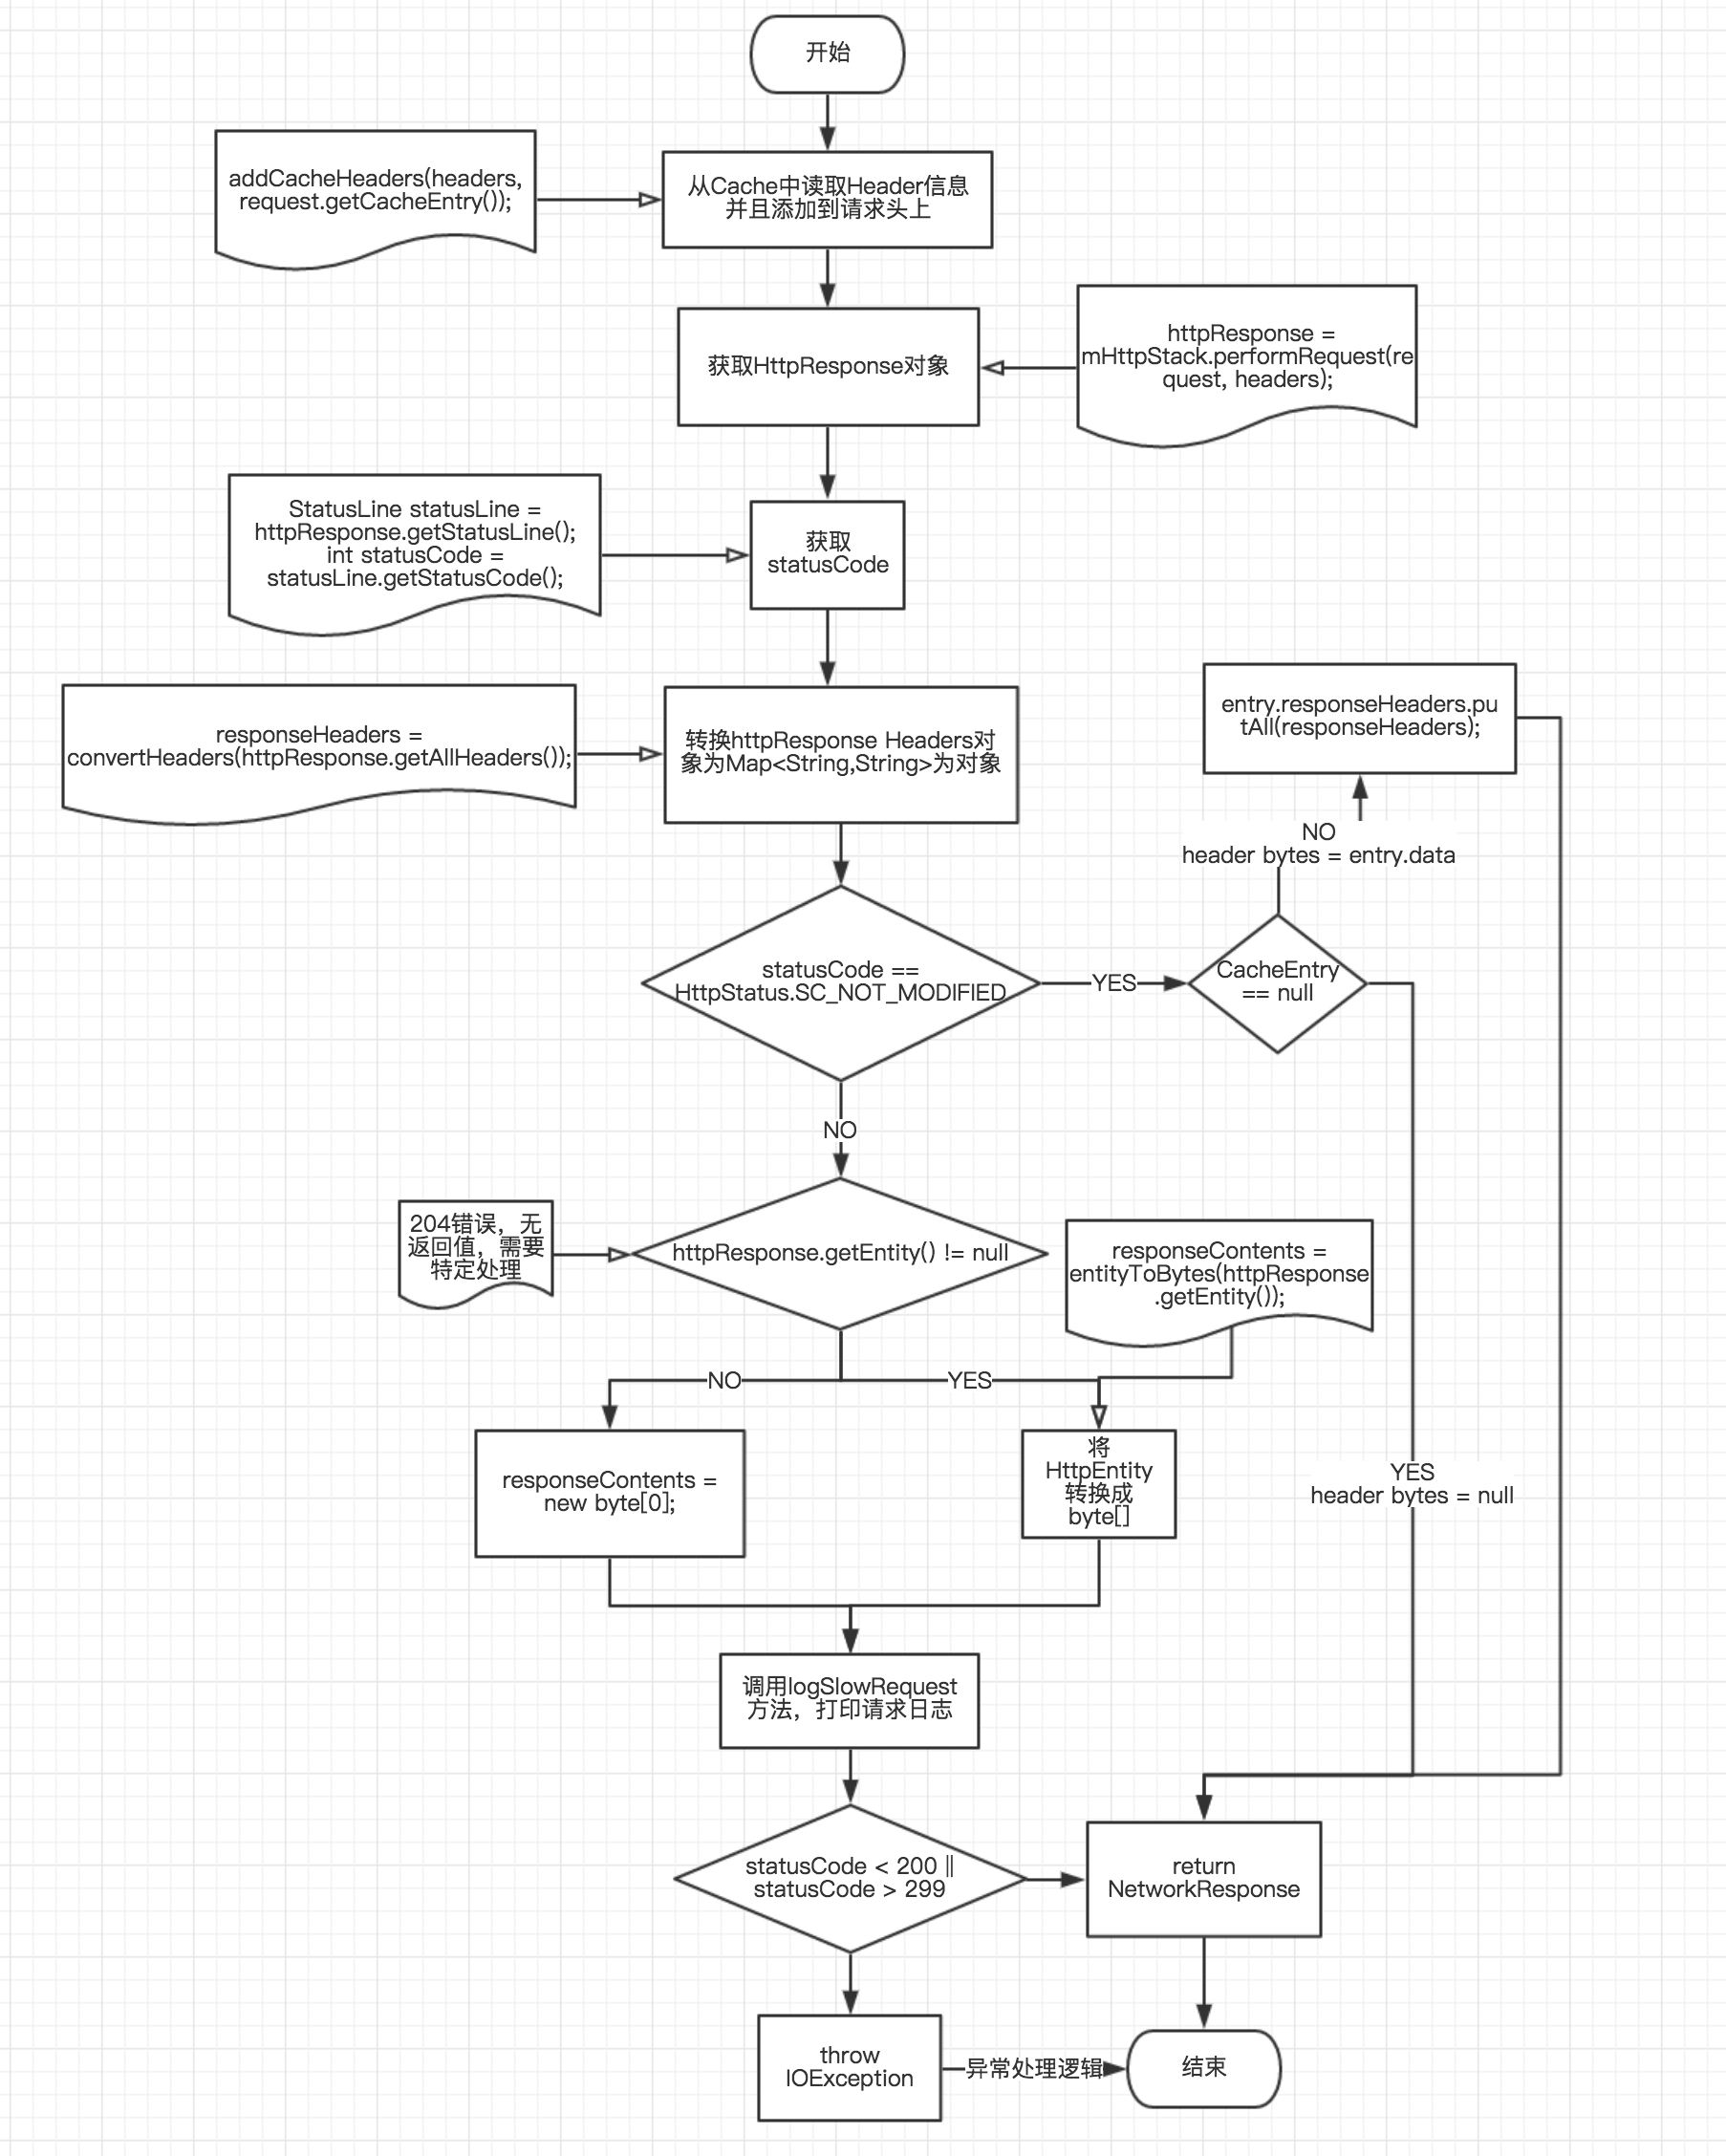 开始
addCacheHeaders(headers,
request.getCacheEntry());
从Cache中读取Header信息
并且添加到请求头上
httpResponse =
mHttpStack.performRequest(re
quest, headers);
获取HttpResponse对象
StatusLine statusLine =
httpResponse.getStatusLine();
int statusCode =
statusLine.getStatusCode();
获取
statusCode
responseHeaders =
convertHeaders(httpResponse.getAllHeaders());
转换httpResponse Headers对
象为Map<String,String>为对象
entry.responseHeaders.pu
tAll(responseHeaders);
NO
header bytes = entry.data
statusCode ==
HttpStatus.SC_NOT_MODIFIED
YES
CacheEntry
== null
NO
204错误，无
返回值，需要
特定处理
httpResponse.getEntity() != null
responseContents =
entityToBytes(httpResponse
.getEntity());
NO
YES
responseContents =
new byte[0];
将
HttpEntity
转换成
byte[]
YES
header bytes = null
调用logSlowRequest
方法，打印请求日志
statusCode < 200 ||
statusCode > 299
return
NetworkResponse
throw
IOException
异常处理逻辑
结束